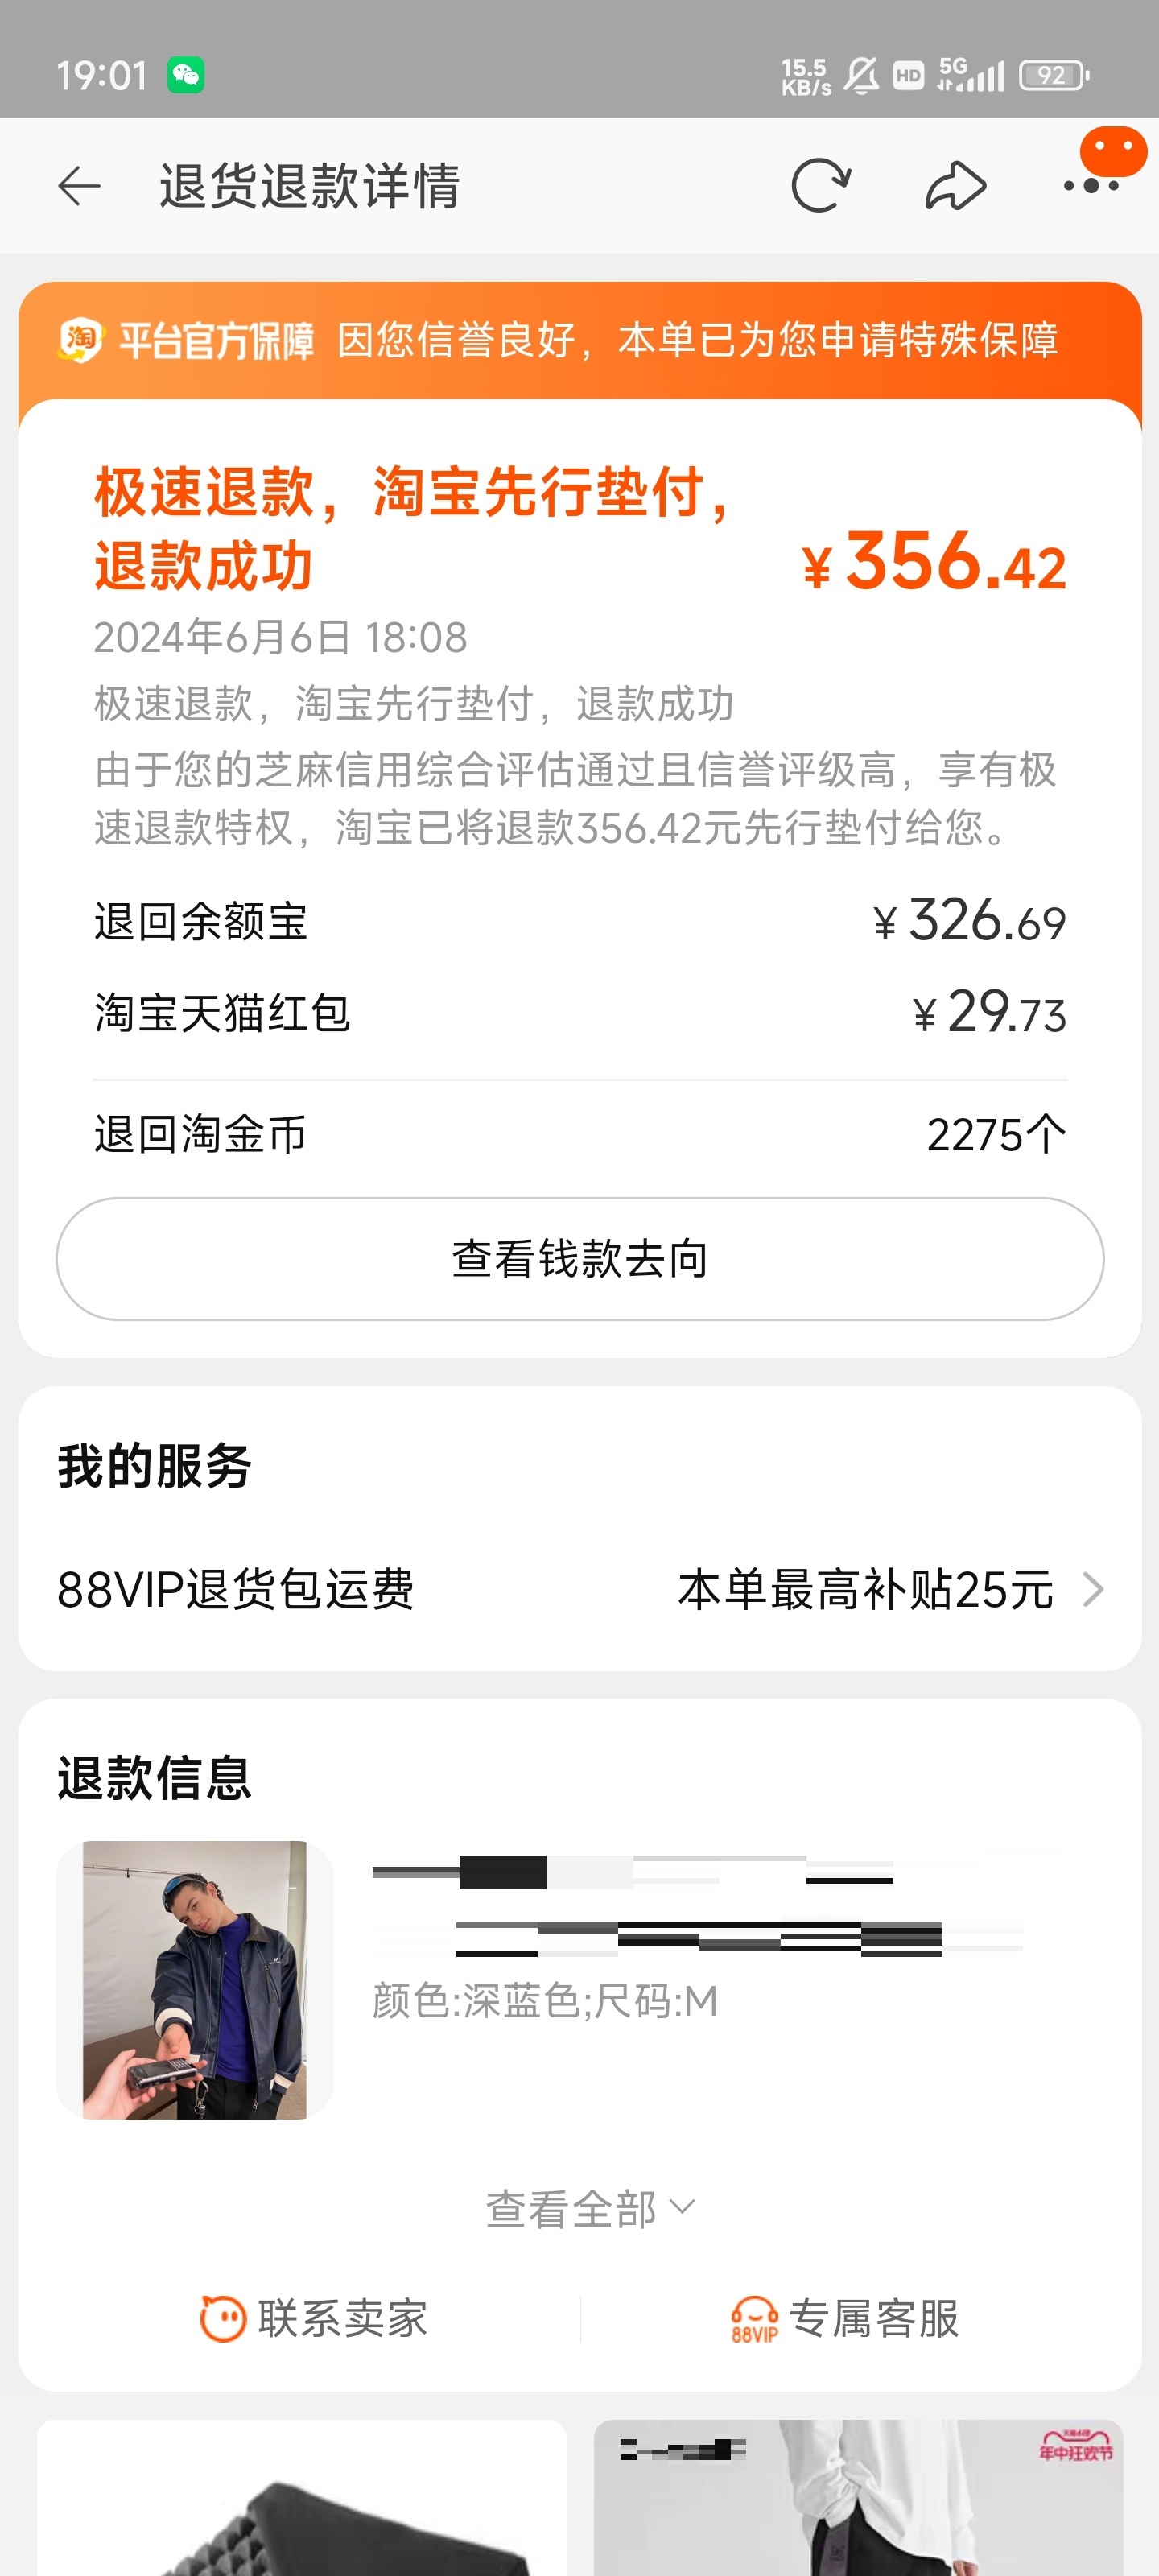 19:01
15.5 KB/s HD 5G 92
退货退款详情
淘 平台官方保障 因您信誉良好，本单已为您申请特殊保障
极速退款，淘宝先行垫付，
退款成功 ¥356.42
2024年6月6日 18:08
极速退款，淘宝先行垫付，退款成功
由于您的芝麻信用综合评估通过且信誉评级高，享有极
速退款特权，淘宝已将退款356.42元先行垫付给您。
退回余额宝 ¥326.69
淘宝天猫红包 ¥29.73
退回淘金币 2275个
查看钱款去向
我的服务
88VIP退货包运费 本单最高补贴25元
退款信息
颜色:深蓝色;尺码:M
查看全部
联系卖家 88VIP 专属客服
年中狂欢节